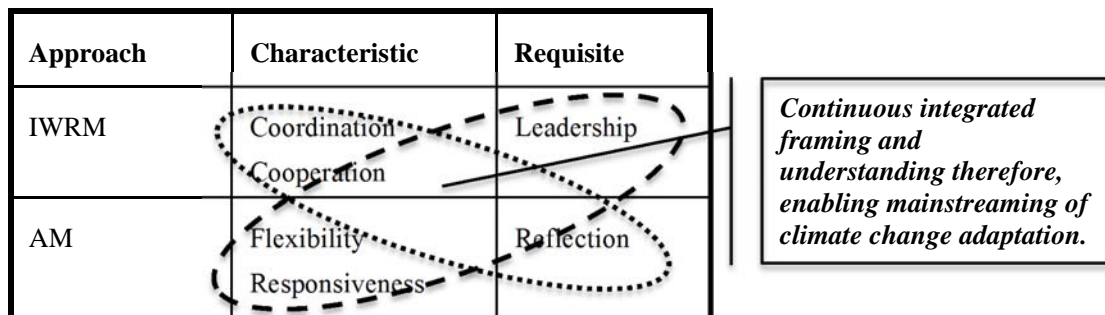 Approach Characteristic Requisite
IWRM Coordination Leadership
Cooperation
AM Flexibility Reflection
Responsiveness
Continuous integrated
framing and
understanding therefore,
enabling mainstreaming of
climate change adaptation.